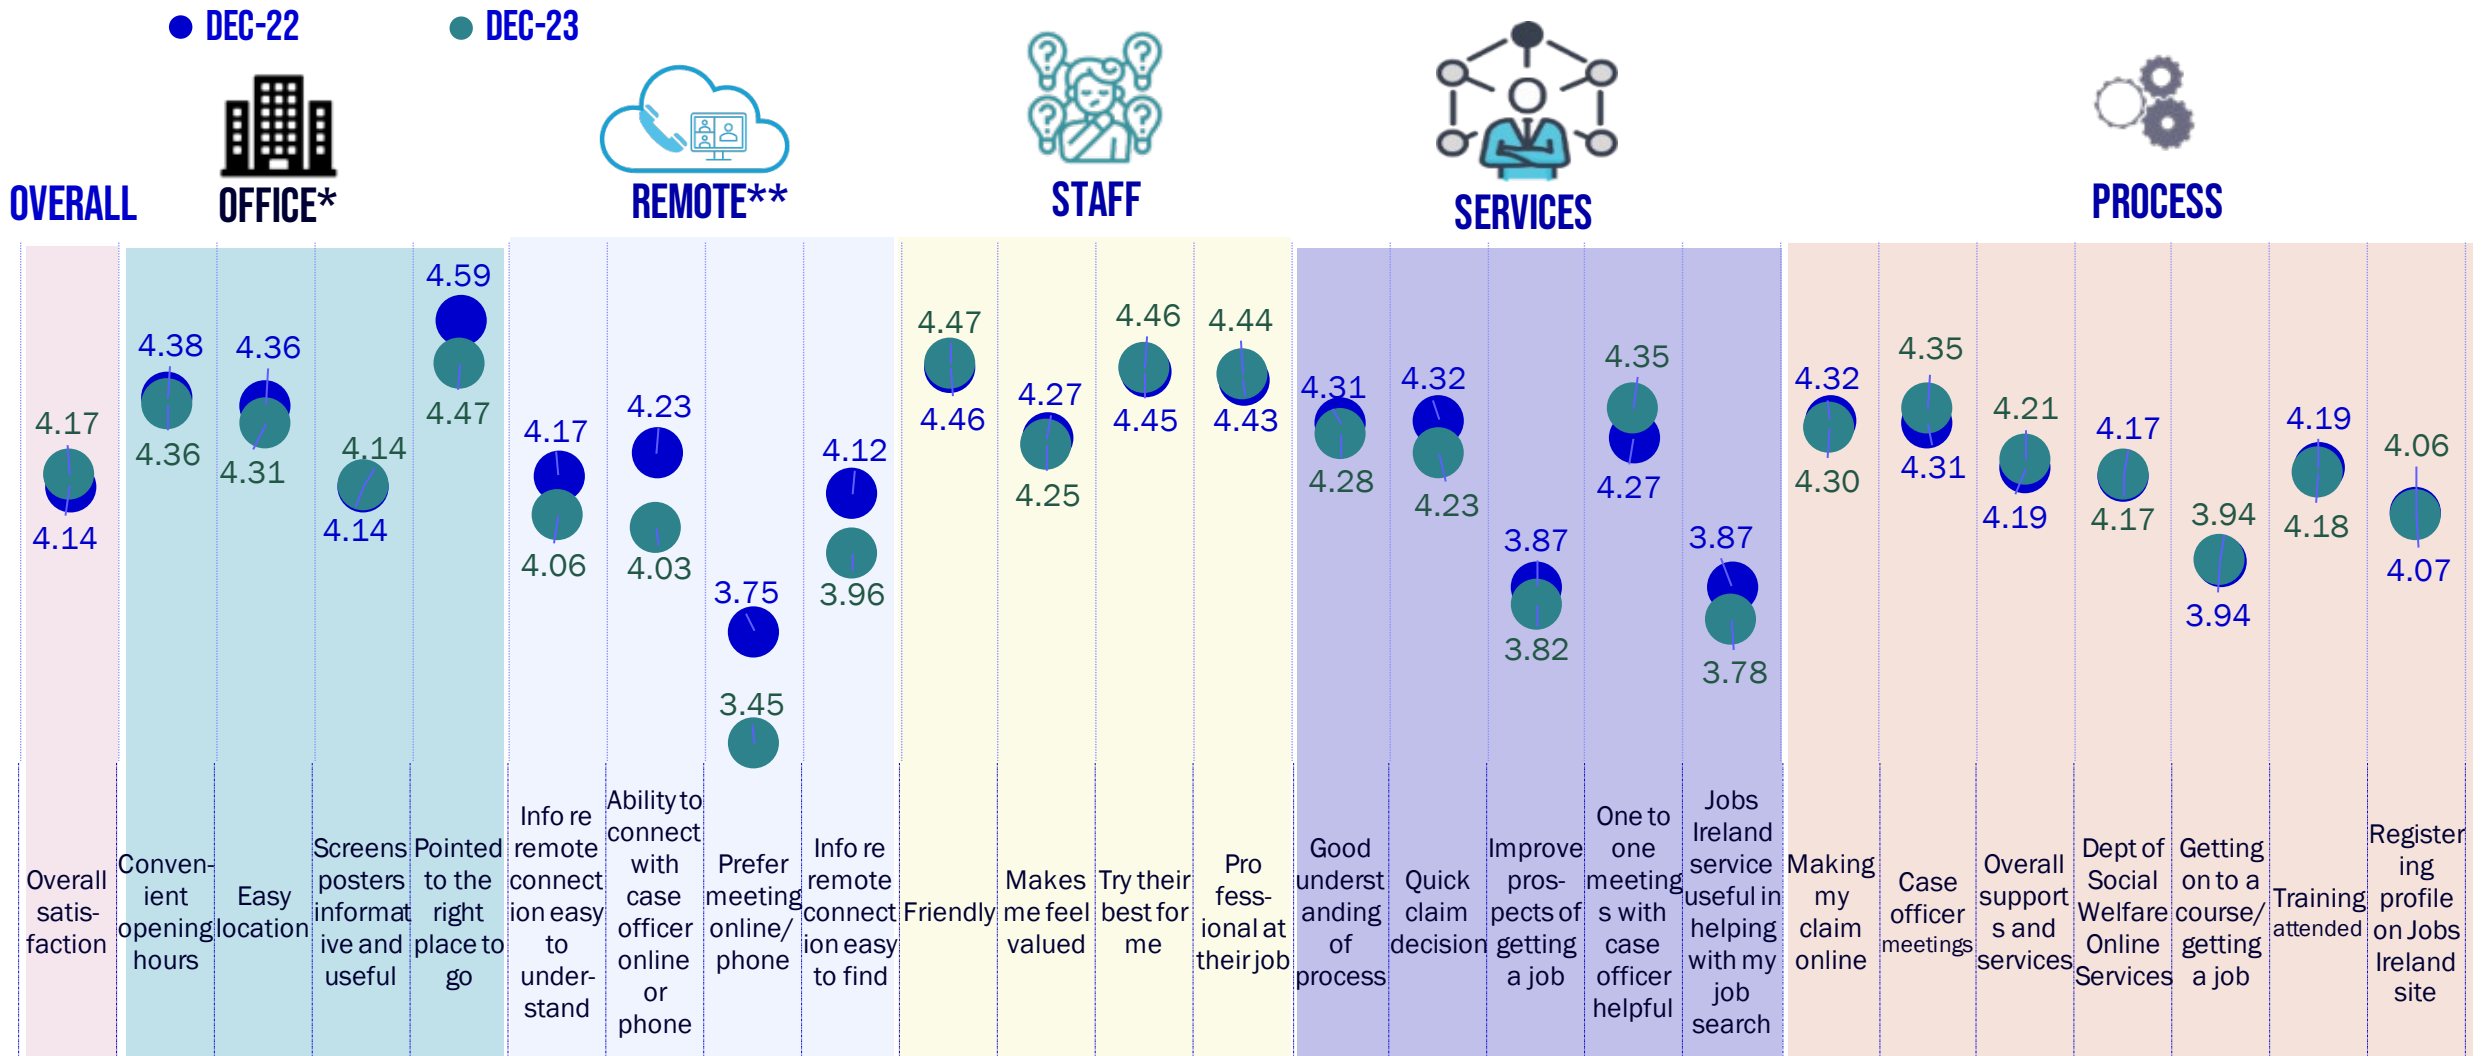 DEC-22
DEC-23
OVERALL
OFFICE*
REMOTE**
STAFF
SERVICES
PROCESS
4.17
4.14
4.38
4.36
4.36
4.31
4.14
4.14
4.59
4.47
4.17
4.06
4.23
4.03
3.75
3.45
4.12
3.96
4.47
4.46
4.27
4.25
4.46
4.45
4.44
4.43
4.31
4.28
4.32
4.23
3.87
3.82
4.35
4.27
3.87
3.78
4.32
4.30
4.35
4.31
4.21
4.19
4.17
4.17
3.94
3.94
4.19
4.18
4.06
4.07
Overall
satis-
faction
Conven-
ient
opening
hours
Easy
location
Screens
posters
informat
ive and
useful
Pointed
to the
right
place to
go
Info re
remote
connect
ion easy
to
under-
stand
Ability to
connect
with
case
officer
online
or
phone
Prefer
meeting
online/
phone
Info re
remote
connect
ion easy
to find
Friendly
Makes
me feel
valued
Try their
best for
me
Pro
fess-
ional at
their job
Good
underst
anding
of
process
Quick
claim
decision
Improve
pros-
pects of
getting
a job
One to
one
meeting
s with
case
officer
helpful
Jobs
Ireland
service
useful in
helping
with my
job
search
Making
my
claim
online
Case
officer
meetings
Overall
support
s and
services
Dept of
Social
Welfare
Online
Services
Getting
on to a
course/
getting
a job
Training
attended
Register
ing
profile
on Jobs
Ireland
site